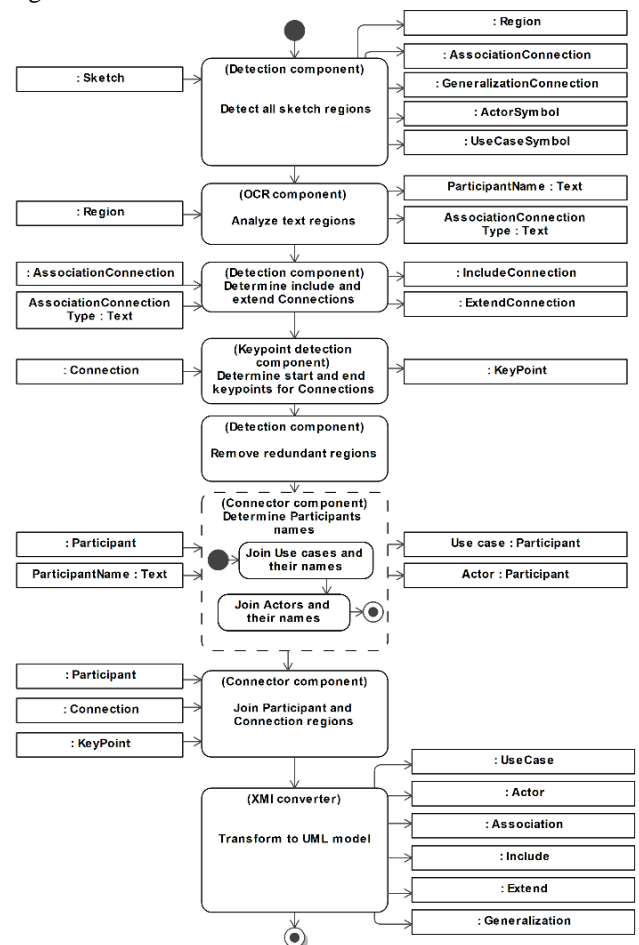 : Region
(Detection component)
: AssociationConnection
: Sketch
: GeneralizationConnection
Detect all sketch regions
: ActorSymbol
: UseCaseSymbol
(OCR component)
ParticipantName : Text
: Region
Analyze text regions
AssociationConnection
Type : Text
: AssociationConnection
(Detection component)
Determine include and
extend Connections
: IncludeConnection
AssociationConnection
Type : Text
: ExtendConnection
(Keypoint detection
component)
Determine start and end
keypoints for Connections
: Connection
: KeyPoint
(Detection component)
Remove redundant regions
(Connector component)
Determine Participants
names
: Participant
Use case : Participant
Join Use cases and
their names
ParticipantName : Text
Actor : Participant
Join Actors and
their names
: Participant
(Connector component)
: Connection
Join Participant and
Connection regions
: KeyPoint
: UseCase
(XMI converter)
: Actor
: Association
Transform to UML model
: Include
: Extend
: Generalization